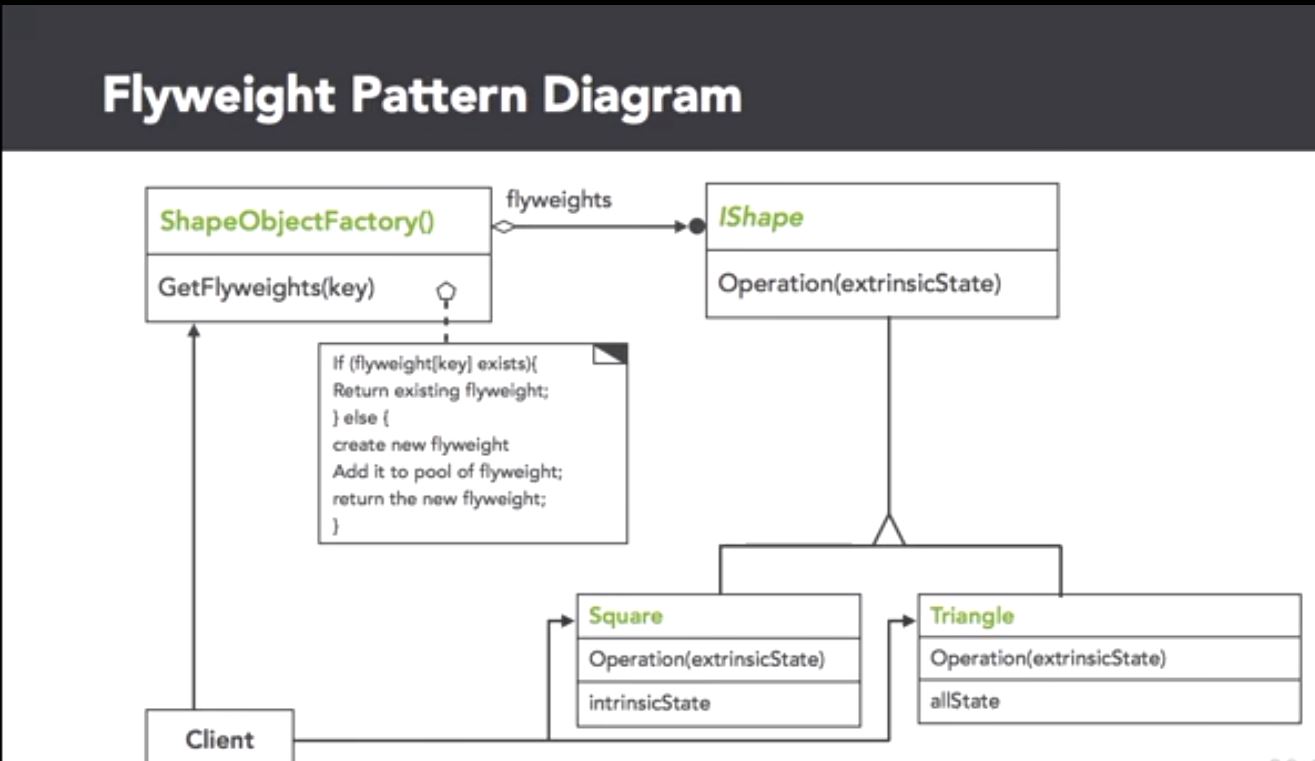 Flyweight Pattern Diagram
ShapeObjectFactory()
GetFlyweights(key)
flyweights
IShape
Operation(extrinsicState)
If (flyweight[key] exists){
Return existing flyweight;
} else {
create new flyweight
Add it to pool of flyweight;
return the new flyweight;
}
Square
Operation(extrinsicState)
intrinsicState
Triangle
Operation(extrinsicState)
allState
Client